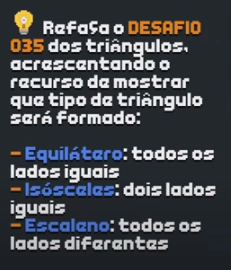 Refaça o DESAFIO
035 dos triângulos,
acrescentando o
recurso de mostrar
que tipo de triângulo
será formado:
- Equilátero: todos os
lados iguais
- Isósceles: dois lados
iguais
- Escaleno: todos os
lados diferentes